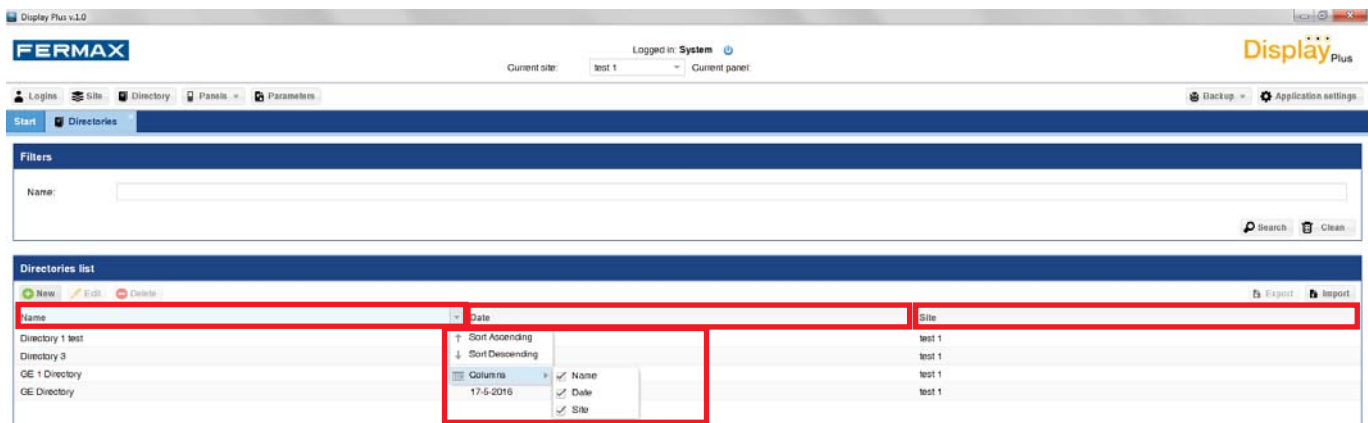 Display Plus v.1.0
FERMAX
Logged in: System
Display Plus
Current site: test 1 Current panel:
Logins Site Directory Panels Parameters Backup Application settings
Start Directories
Filters
Name:
Search Clean
Directories list
New Edit Delete Export Import
Name Date Site
Directory 1 test Sort Ascending test 1
Directory 3 Sort Descending test 1
GE 1 Directory Columns Name test 1
GE Directory 17-5-2016 Date test 1
Site